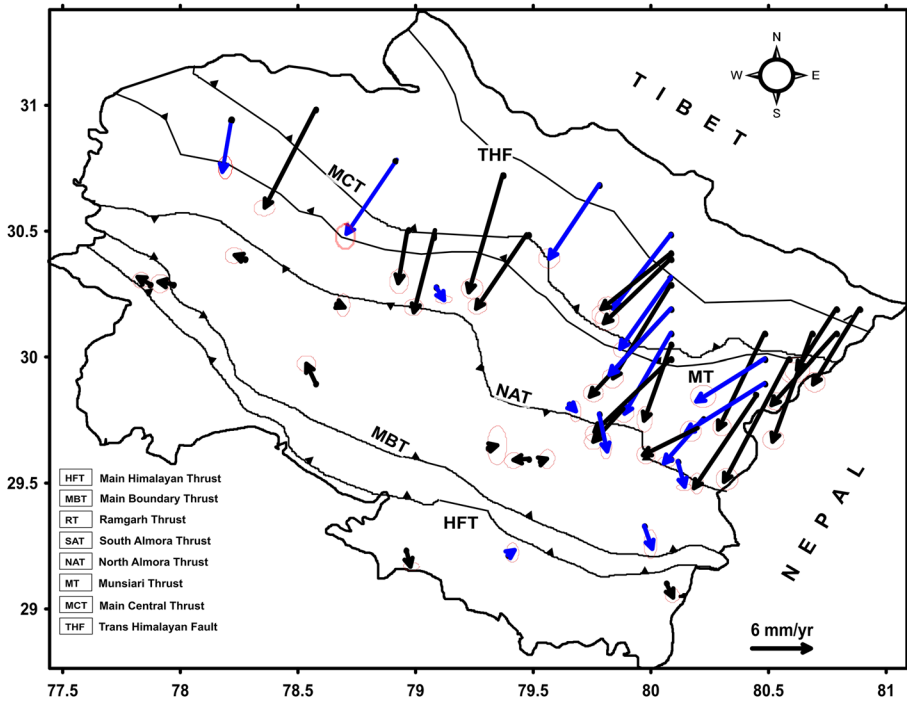 N
W E
S
TIBET
31
THF
MCT
30.5
30
MT
NAT
MBT
29.5
HFT Main Himalayan Thrust
MBT Main Boundary Thrust
RT Ramgarh Thrust
SAT South Almora Thrust
NAT North Almora Thrust
MT Munsiari Thrust
MCT Main Central Thrust
THF Trans Himalayan Fault
HFT
NEPAL
29
6 mm/yr
77.5 78 78.5 79 79.5 80 80.5 81